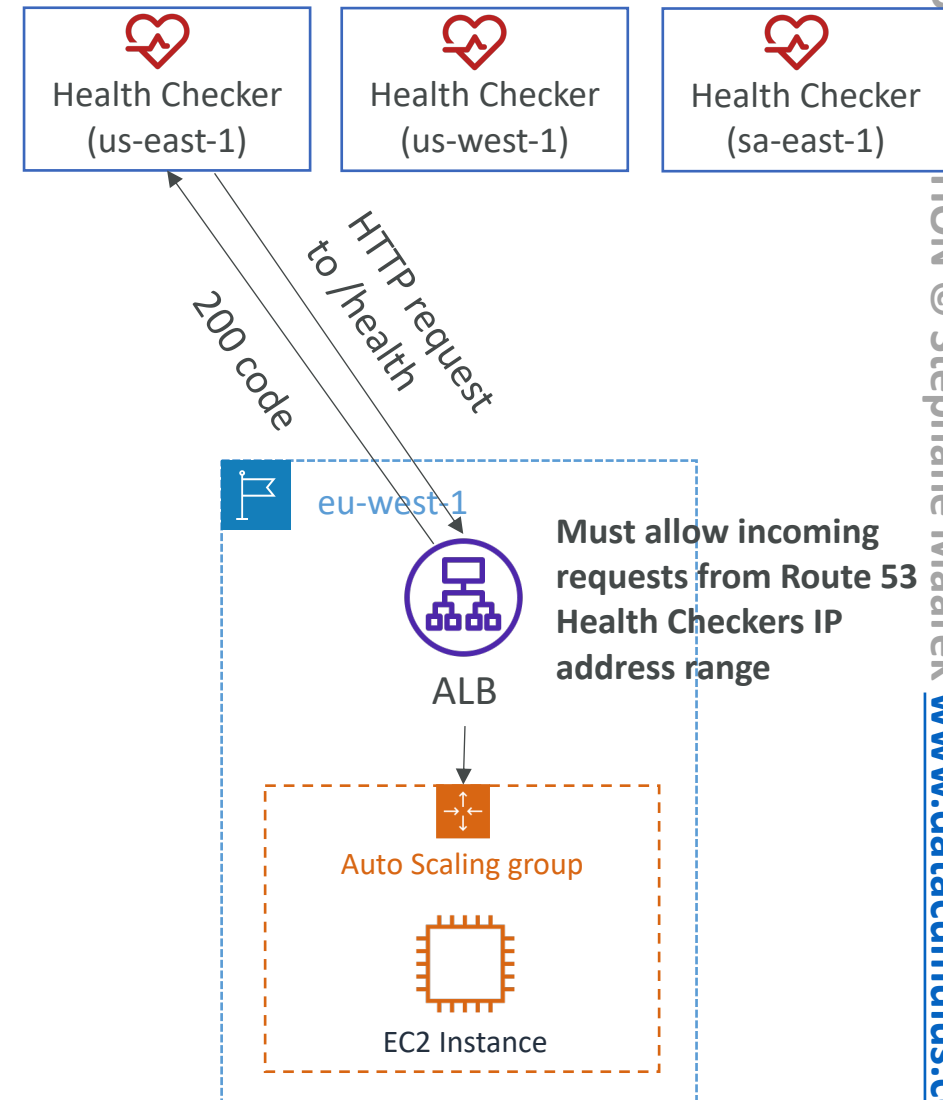 Health Checker
(us-east-1)
Health Checker
(us-west-1)
Health Checker
(sa-east-1)
HTTP request
to /health
200 code
eu-west-1
Must allow incoming
requests from Route 53
Health Checkers IP
address range
ALB
Auto Scaling group
EC2 Instance
© Stephane Maarek